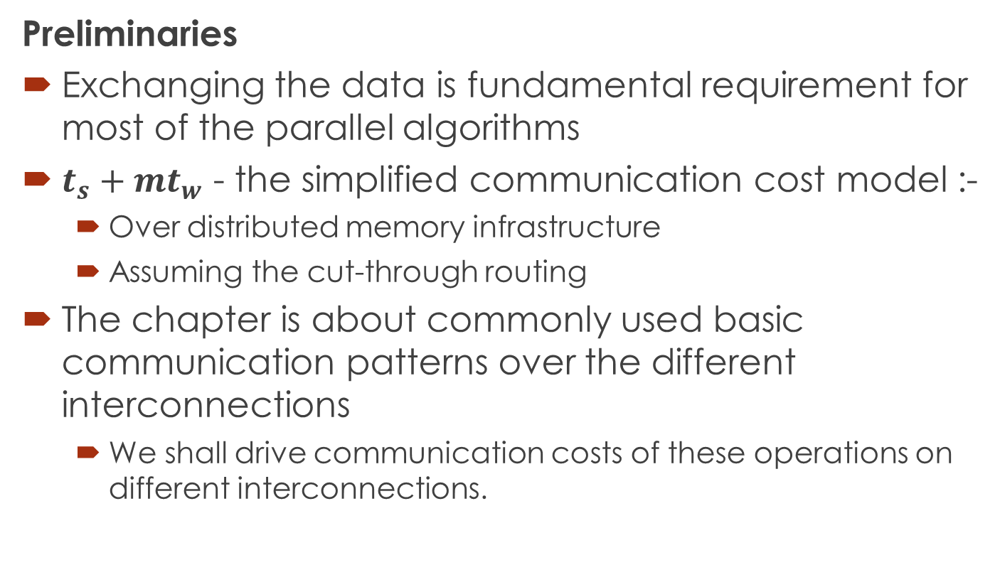 Preliminaries
Exchanging the data is fundamental requirement for
most of the parallel algorithms
tₛ + mt_w - the simplified communication cost model :-
Over distributed memory infrastructure
Assuming the cut-through routing
The chapter is about commonly used basic
communication patterns over the different
interconnections
We shall drive communication costs of these operations on
different interconnections.